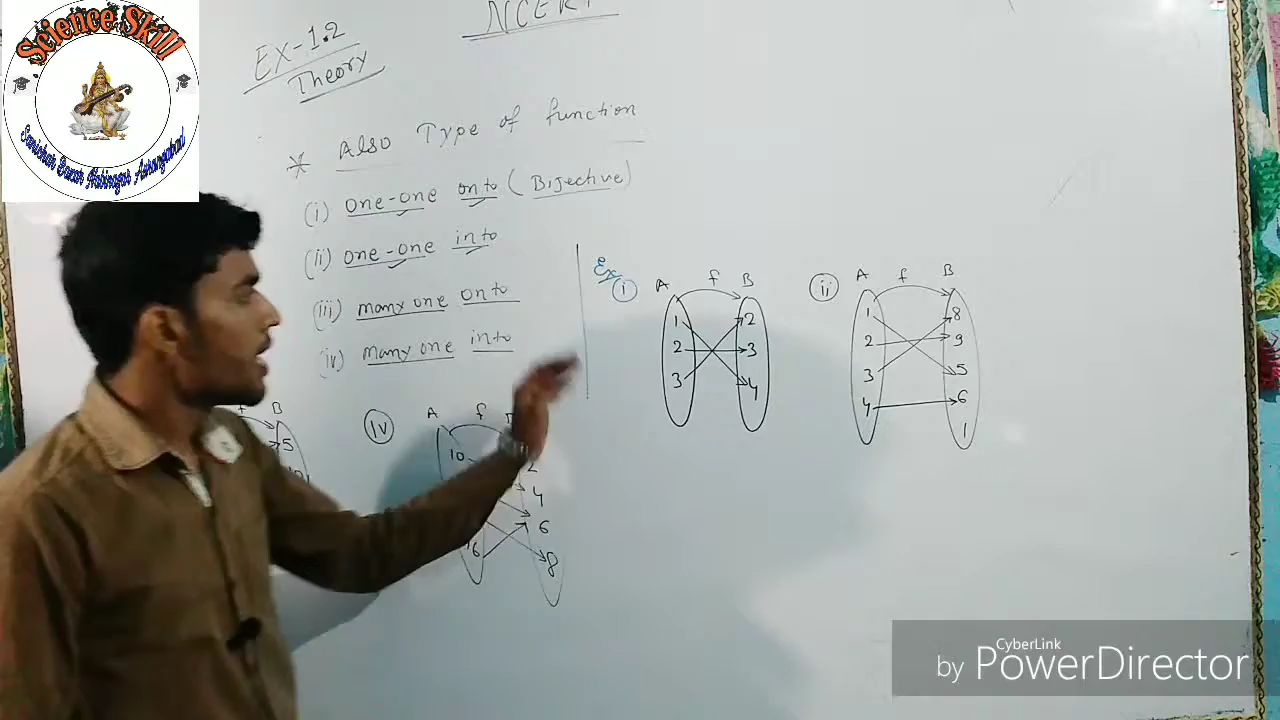 Science Skill
NCERT
EX-1.2
Theory
* Also Type of function
(i) one-one onto (Bijective)
(ii) one-one into
(iii) many one onto
(iv) many one into
Ex
i A f B
1 2
2 3
3 4
ii A f B
1 8
2 9
3 5
4 6
1
f B
5
iv A f
10 2
4
6
16 8
CyberLink
by PowerDirector